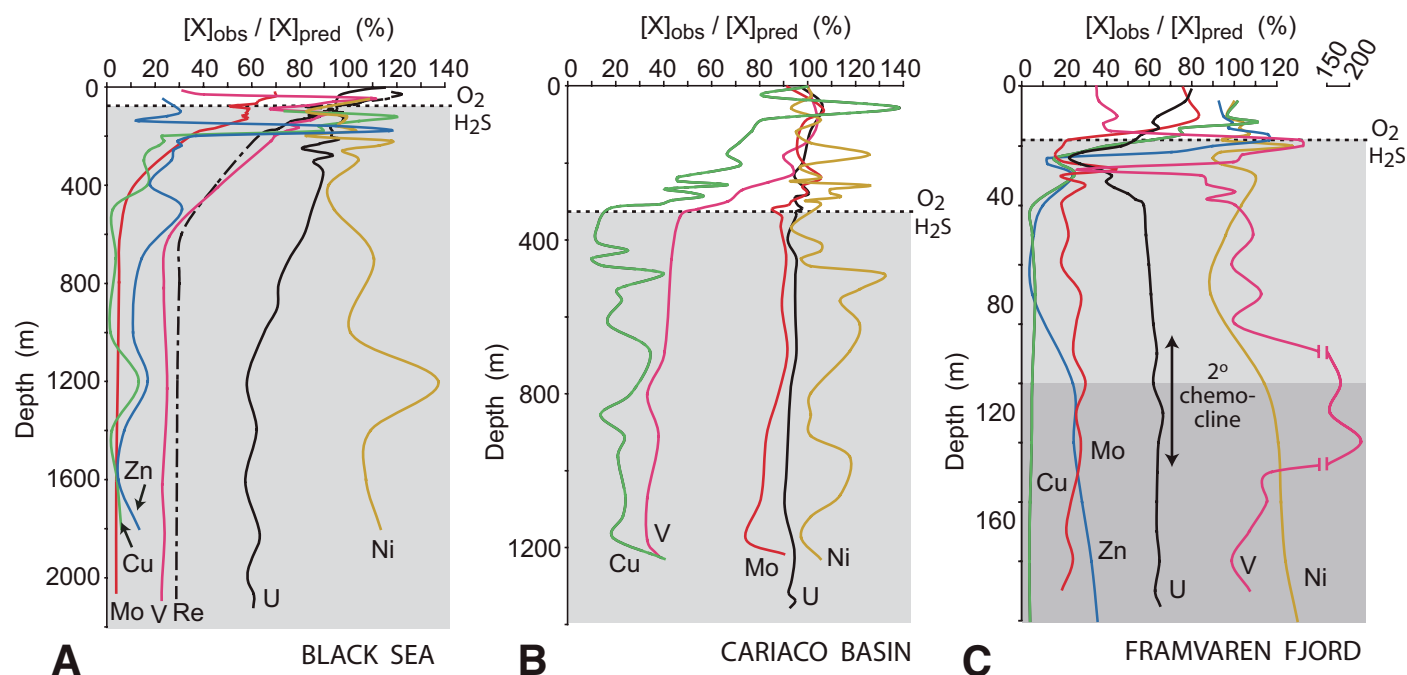 [X]obs / [X]pred (%)
0 20 40 60 80 100 120 140
0
400
800
1200
1600
2000
Depth (m)
O2
H2S
Zn
Cu
Mo
V
Re
U
Ni
A
BLACK SEA
[X]obs / [X]pred (%)
0 20 40 60 80 100 120 140
400
800
1200
Depth (m)
O2
H2S
Cu
V
Mo
Ni
U
B
CARIACO BASIN
[X]obs / [X]pred (%)
0 20 40 60 80 100 120
150
200
0
40
80
120
160
Depth (m)
O2
H2S
2º
chemo-
cline
Mo
Cu
Zn
U
V
Ni
C
FRAMVAREN FJORD